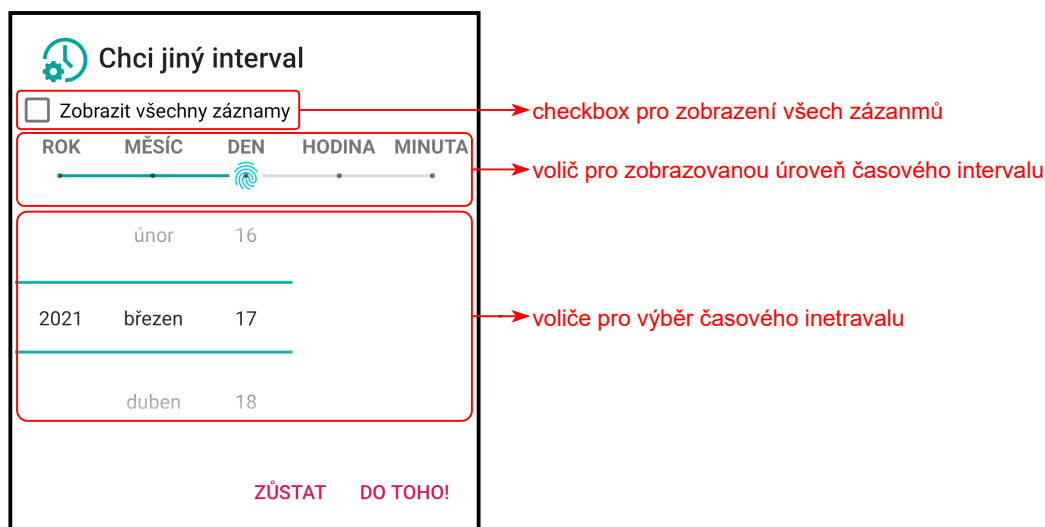 Chci jiný interval
Zobrazit všechny záznamy
checkbox pro zobrazení všech zázanmů
ROK MĚSÍC DEN HODINA MINUTA
volič pro zobrazovanou úroveň časového intervalu
únor 16
2021 březen 17
voliče pro výběr časového inetravalu
duben 18
ZŮSTAT DO TOHO!